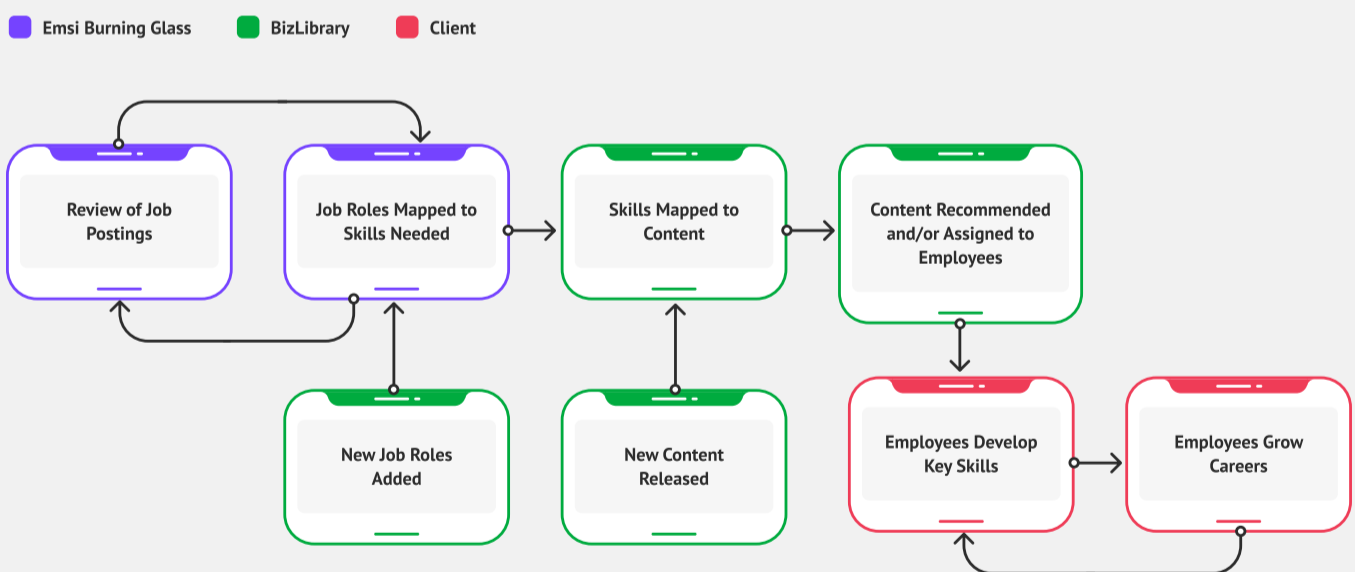 Emsi Burning Glass
BizLibrary
Client
Review of Job
Postings
Job Roles Mapped to
Skills Needed
Skills Mapped to
Content
Content Recommended
and/or Assigned to
Employees
New Job Roles
Added
New Content
Released
Employees Develop
Key Skills
Employees Grow
Careers